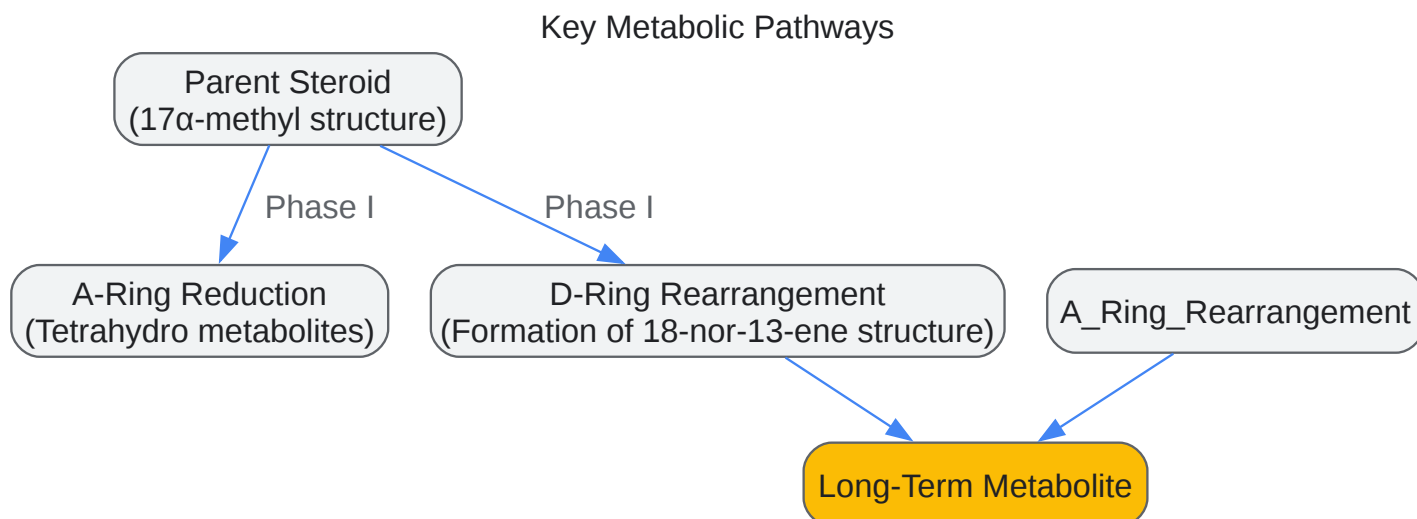 Key Metabolic Pathways
Parent Steroid
(17α-methyl structure)
Phase I
Phase I
A-Ring Reduction
(Tetrahydro metabolites)
D-Ring Rearrangement
(Formation of 18-nor-13-ene structure)
A_Ring_Rearrangement
Long-Term Metabolite